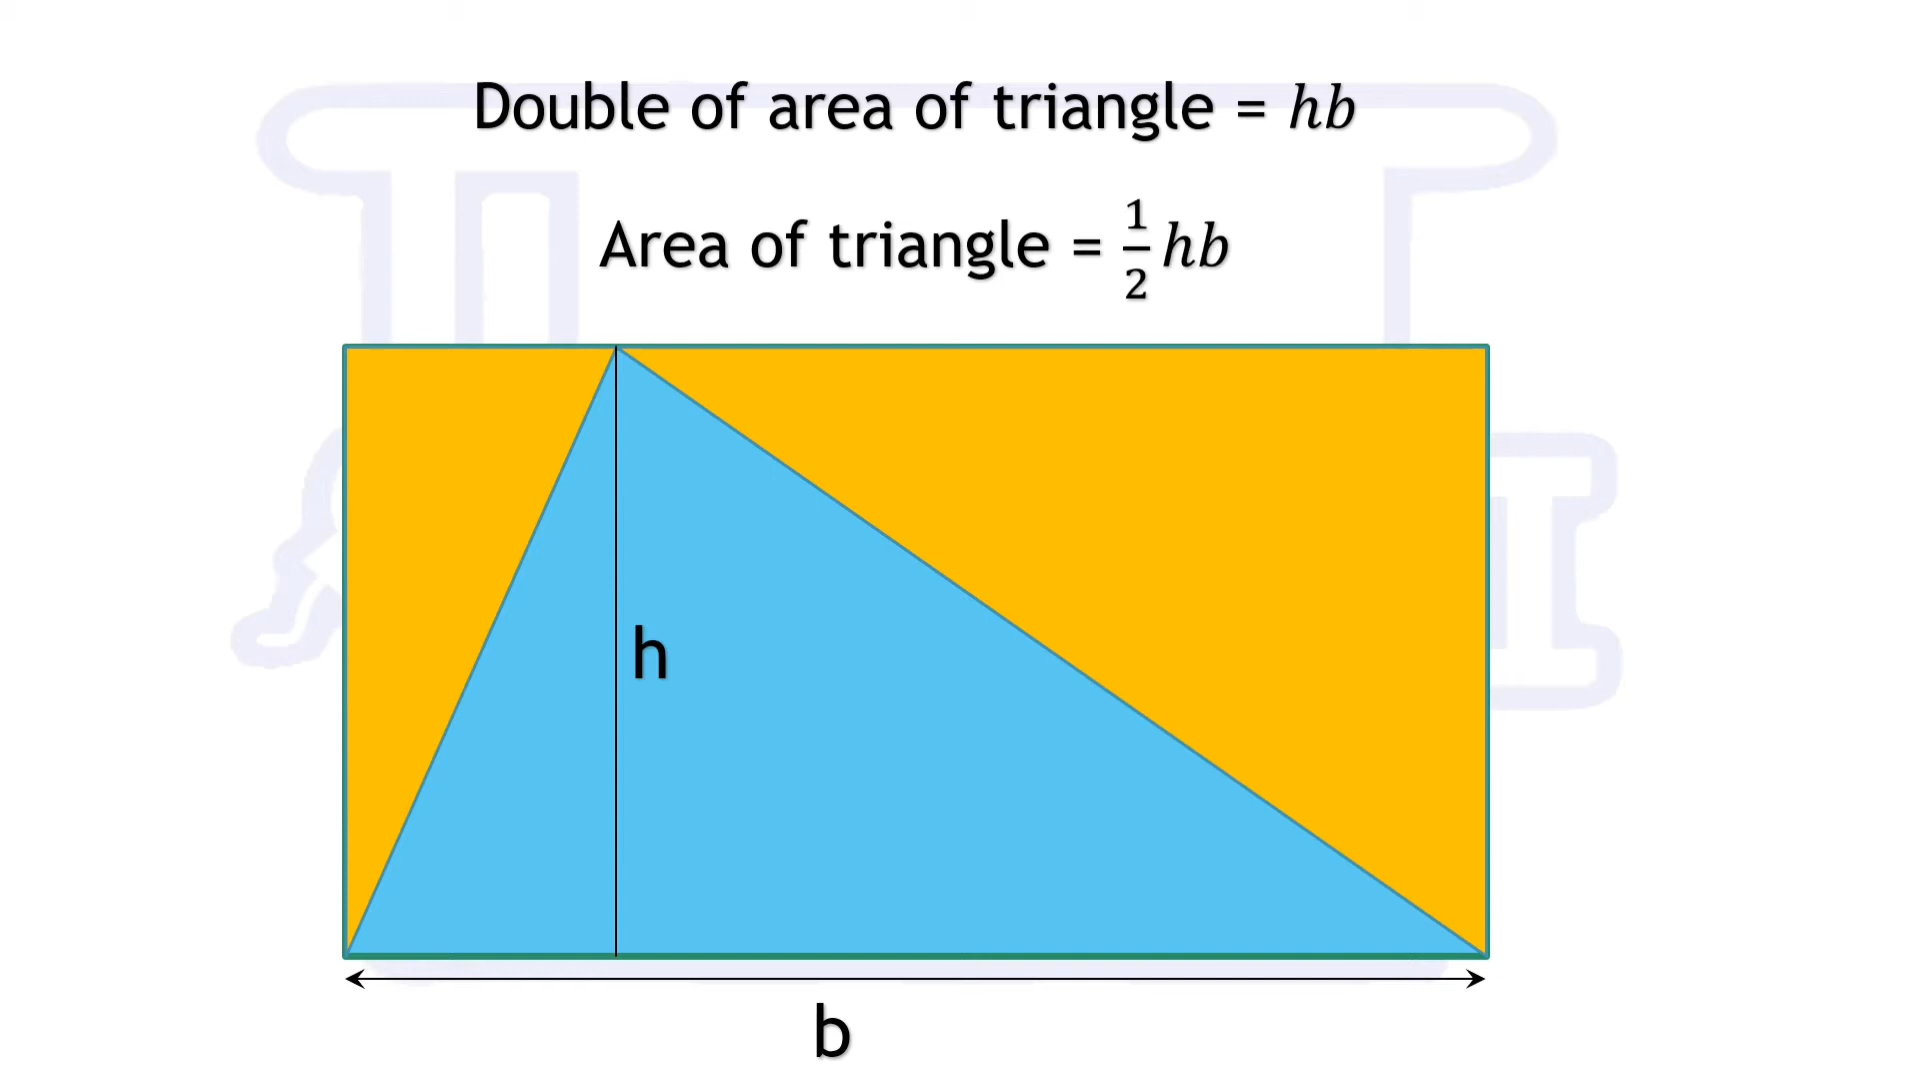 Double of area of triangle = ℎ𝑏
Area of triangle = 1/2 ℎ𝑏
h
b